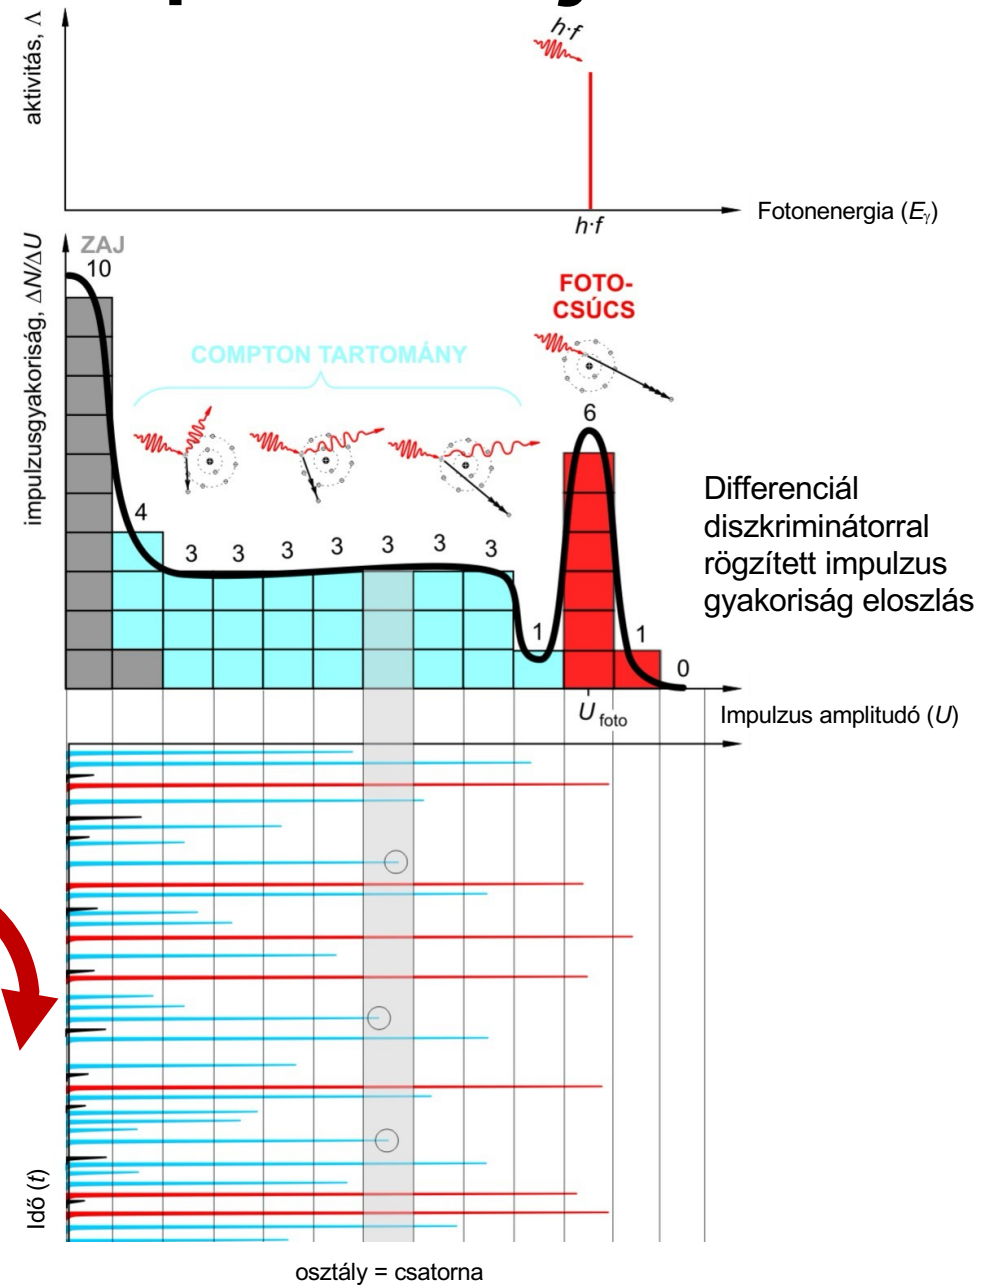 aktivitás, Λ
h·f
h·f
Fotonenergia (Eγ)
impulzusgyakoriság, ΔN/ΔU
ZAJ
10
FOTO-
CSÚCS
COMPTON TARTOMÁNY
6
4
3 3 3 3 3 3 3
1
1
0
Differenciál
diszkriminátorral
rögzített impulzus
gyakoriság eloszlás
U foto
Impulzus amplitudó (U)
Idő (t)
osztály = csatorna